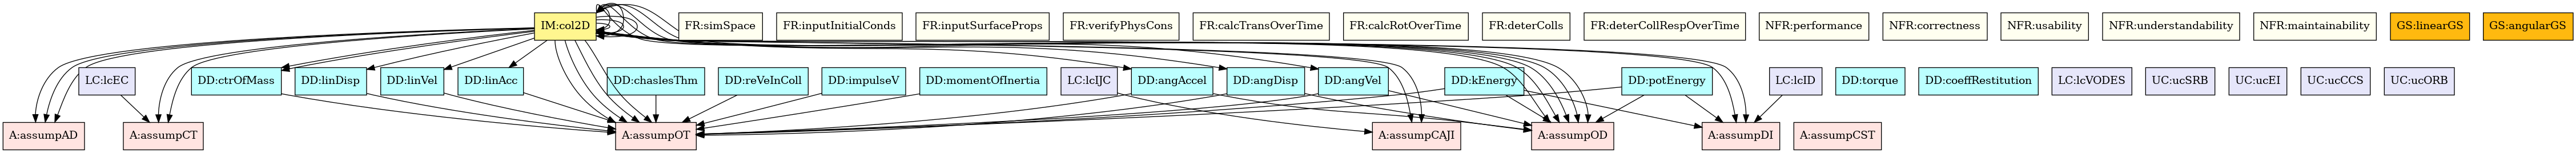 IM:col2D
FR:simSpace
FR:inputInitialConds
FR:inputSurfaceProps
FR:verifyPhysCons
FR:calcTransOverTime
FR:calcRotOverTime
FR:deterColls
FR:deterCollRespOverTime
NFR:performance
NFR:correctness
NFR:usability
NFR:understandability
NFR:maintainability
GS:linearGS
GS:angularGS
LC:lcEC
DD:ctrOfMass
DD:linDisp
DD:linVel
DD:linAcc
DD:chaslesThm
DD:reVeInColl
DD:impulseV
DD:momentOfInertia
LC:lcIJC
DD:angAccel
DD:angDisp
DD:angVel
DD:kEnergy
DD:potEnergy
LC:lcID
DD:torque
DD:coeffRestitution
LC:lcVODES
UC:ucSRB
UC:ucEI
UC:ucCCS
UC:ucORB
A:assumpAD
A:assumpCT
A:assumpOT
A:assumpCAJI
A:assumpOD
A:assumpDI
A:assumpCST